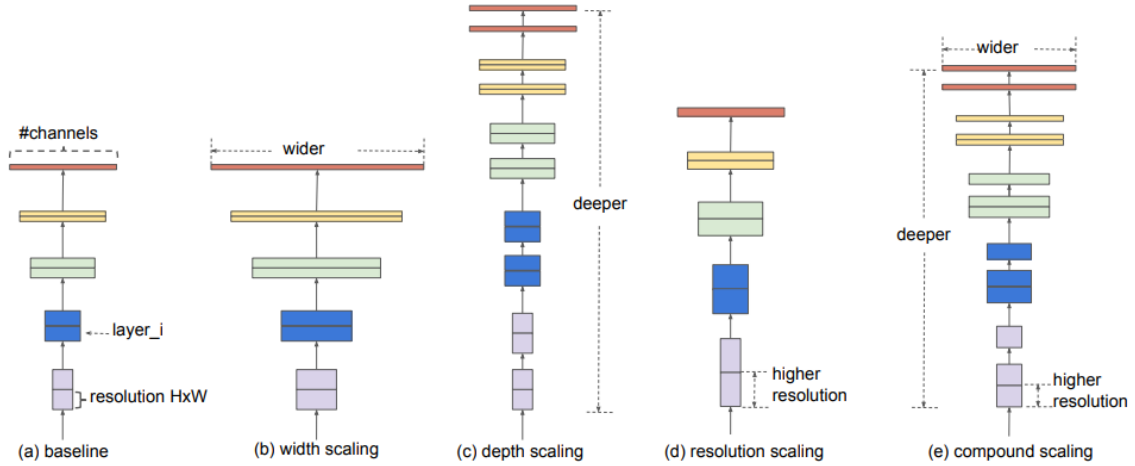 #channels
layer_i
resolution HxW
(a) baseline
wider
(b) width scaling
deeper
(c) depth scaling
higher
resolution
(d) resolution scaling
wider
deeper
higher
resolution
(e) compound scaling